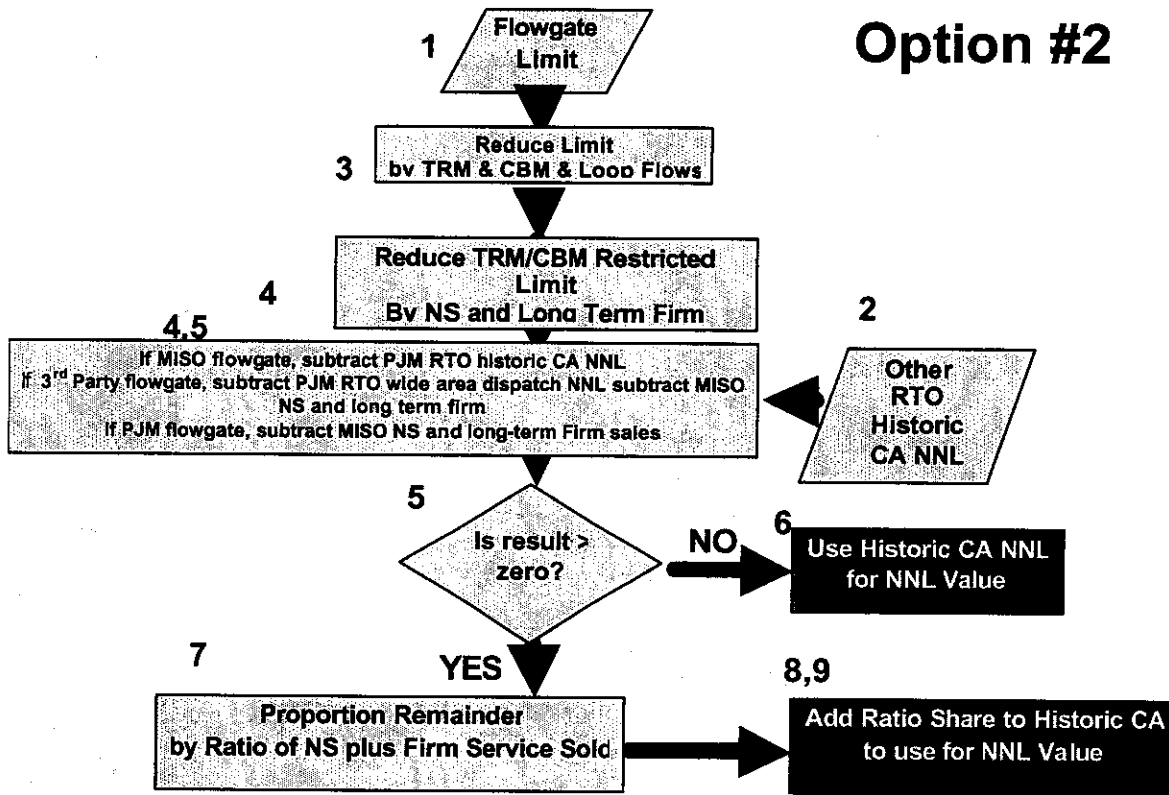 Option #2
1
Flowgate
Limit
3
Reduce Limit
by TRM & CBM & Loop Flows
4
Reduce TRM/CBM Restricted
Limit
By NS and Long Term Firm
2
Other
RTO
Historic
CA NNL
4,5
If MISO flowgate, subtract PJM RTO historic CA NNL
If 3rd Party flowgate, subtract PJM RTO wide area dispatch NNL subtract MISO
NS and long term firm
If PJM flowgate, subtract MISO NS and long-term Firm sales
5
Is result >
zero?
NO
6
Use Historic CA NNL
for NNL Value
YES
7
Proportion Remainder
by Ratio of NS plus Firm Service Sold
8,9
Add Ratio Share to Historic CA
to use for NNL Value